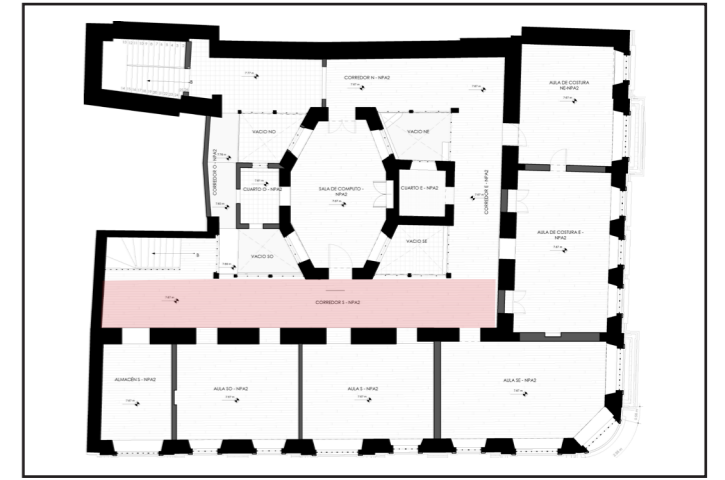 CORREDOR N - NPA2
AULA DE COSTURA
NE-NPA2
VACIO NO
VACIO NE
CORREDOR O - NPA2
CUARTO O - NPA2
SALA DE COMPUTO -
NPA2
CUARTO E - NPA2
CORREDOR E - NPA2
AULA DE COSTURA E -
NPA2
VACIO SO
VACIO SE
CORREDOR S - NPA2
ALMACÉN S - NPA2
AULA SO - NPA2
AULA S - NPA2
AULA SE - NPA2